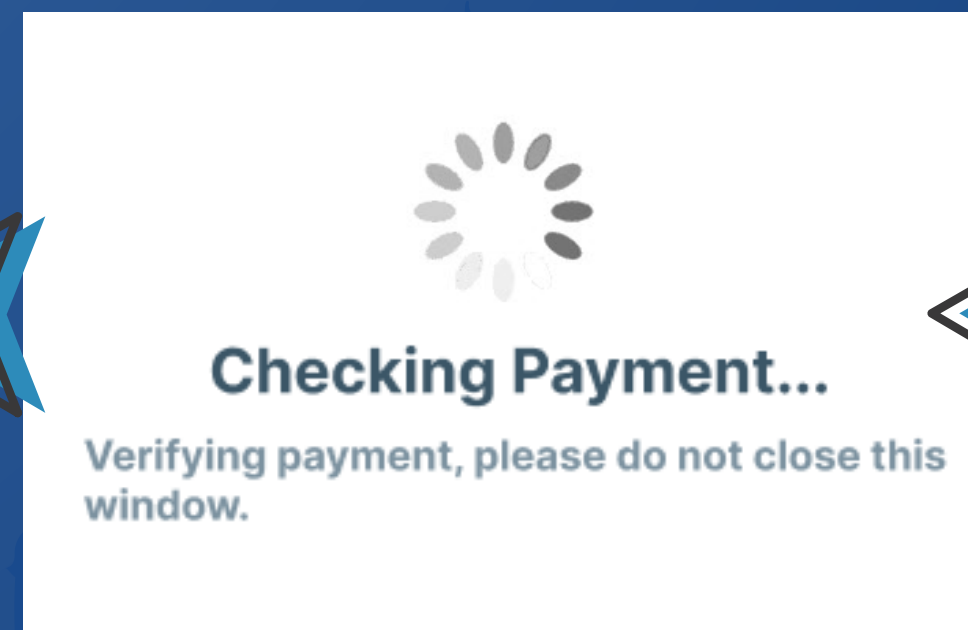 Checking Payment...
Verifying payment, please do not close this
window.